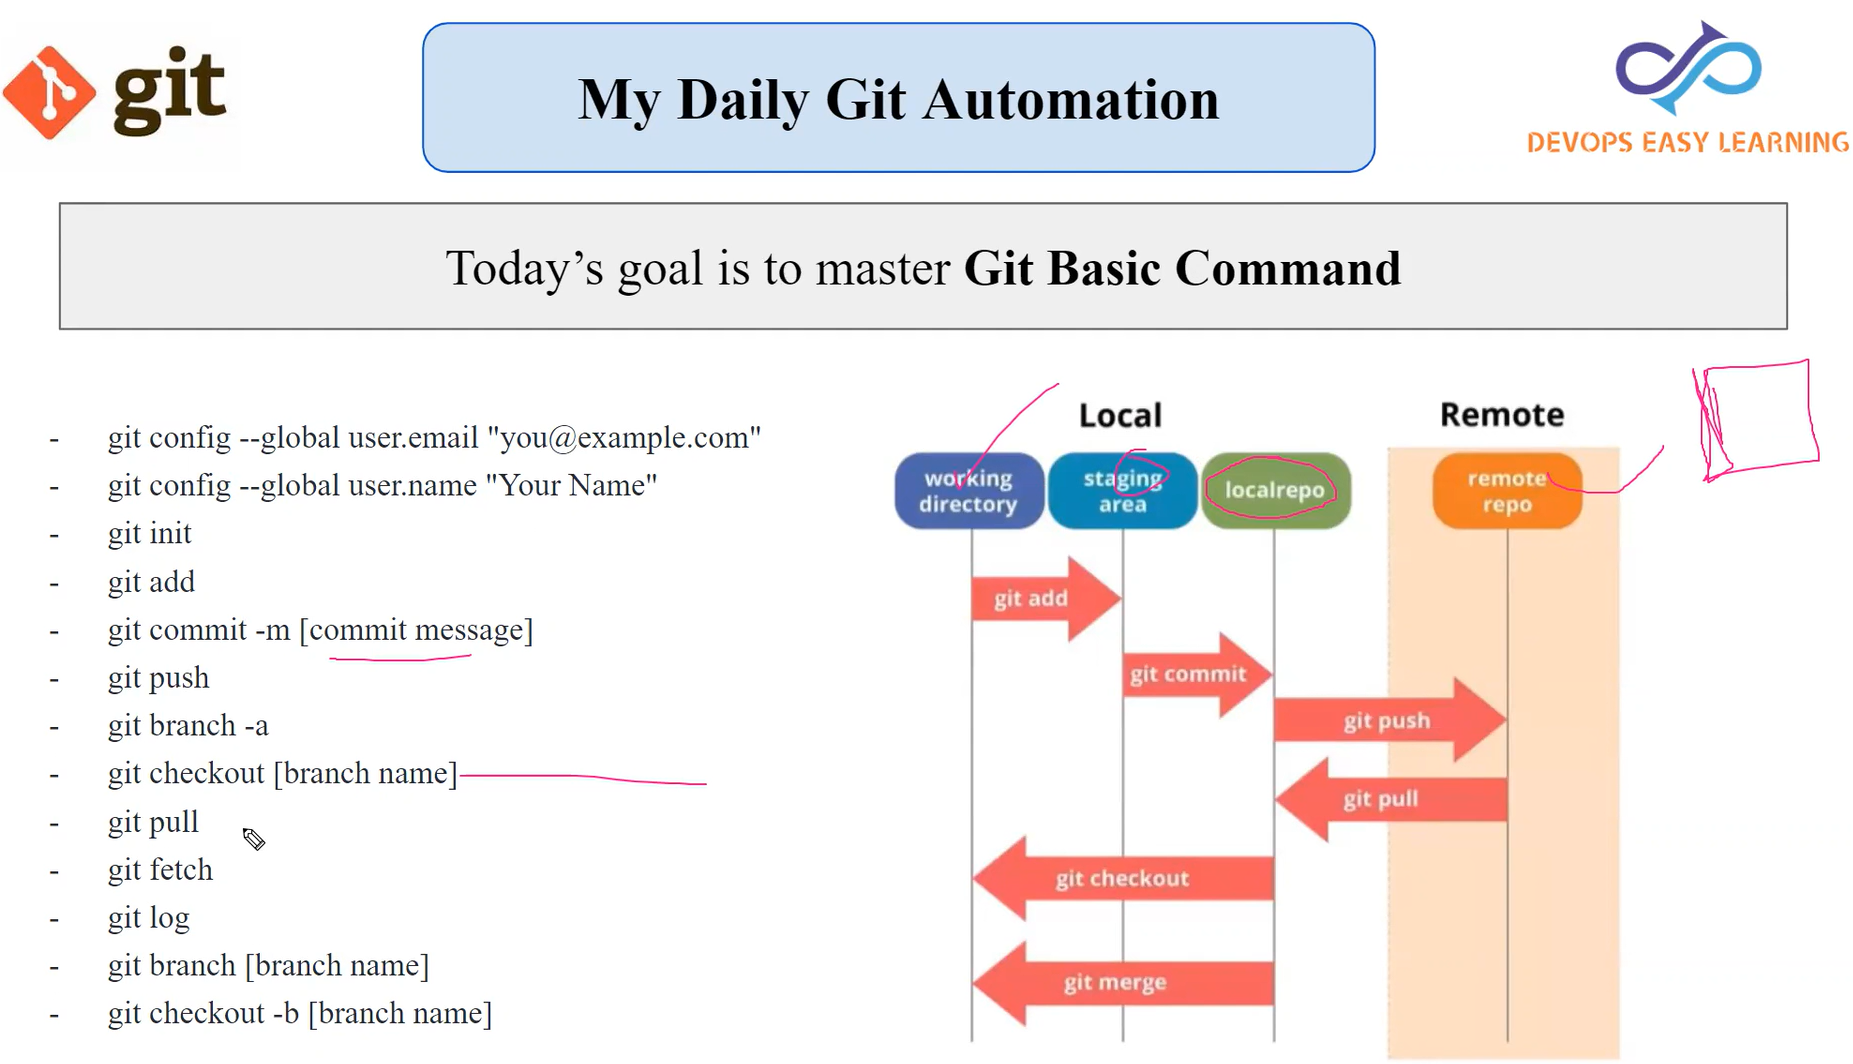 git
My Daily Git Automation
DEVOPS EASY LEARNING
Today’s goal is to master Git Basic Command
- git config --global user.email "you@example.com"
- git config --global user.name "Your Name"
- git init
- git add
- git commit -m [commit message]
- git push
- git branch -a
- git checkout [branch name]
- git pull
- git fetch
- git log
- git branch [branch name]
- git checkout -b [branch name]
Local
Remote
working
directory
staging
area
localrepo
remote
repo
git add
git commit
git push
git pull
git checkout
git merge